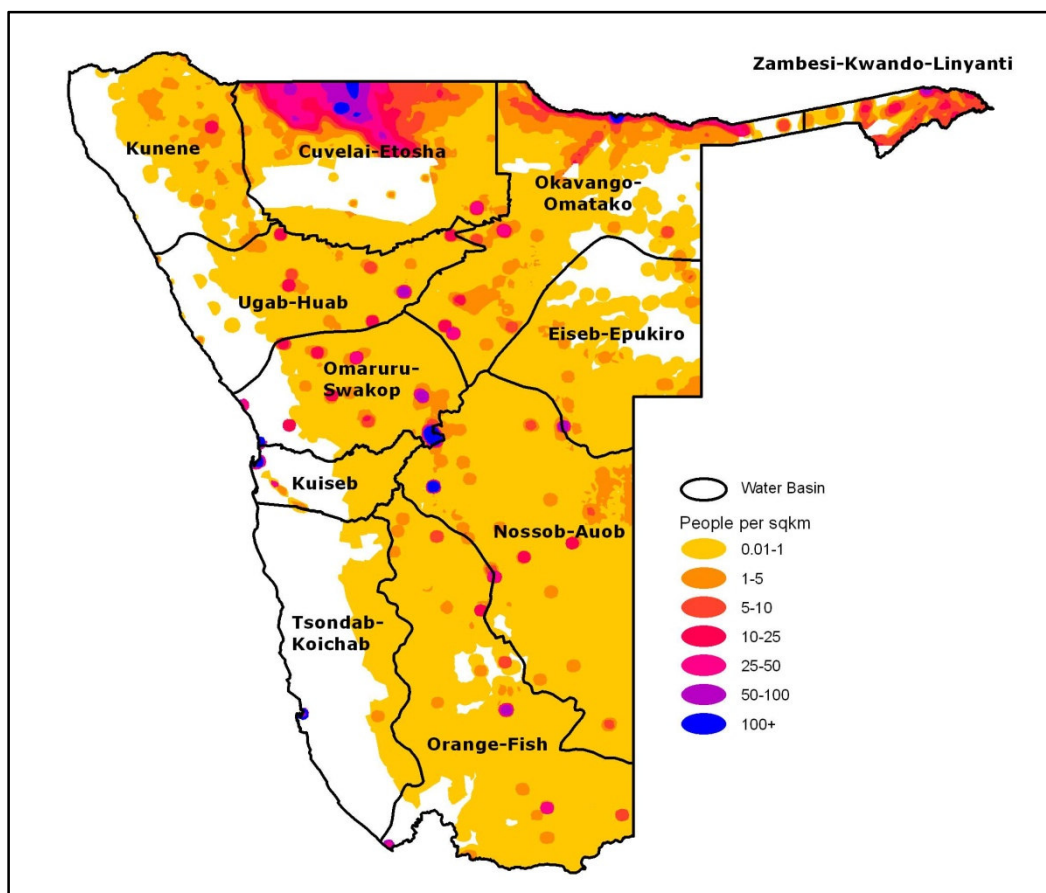 Zambesi-Kwando-Linyanti
Kunene
Cuvelai-Etosha
Okavango-
Omatako
Ugab-Huab
Eiseb-Epukiro
Omaruru-
Swakop
Kuiseb
Nossob-Auob
Tsondab-
Koichab
Orange-Fish
Water Basin
People per sqkm
0.01-1
1-5
5-10
10-25
25-50
50-100
100+